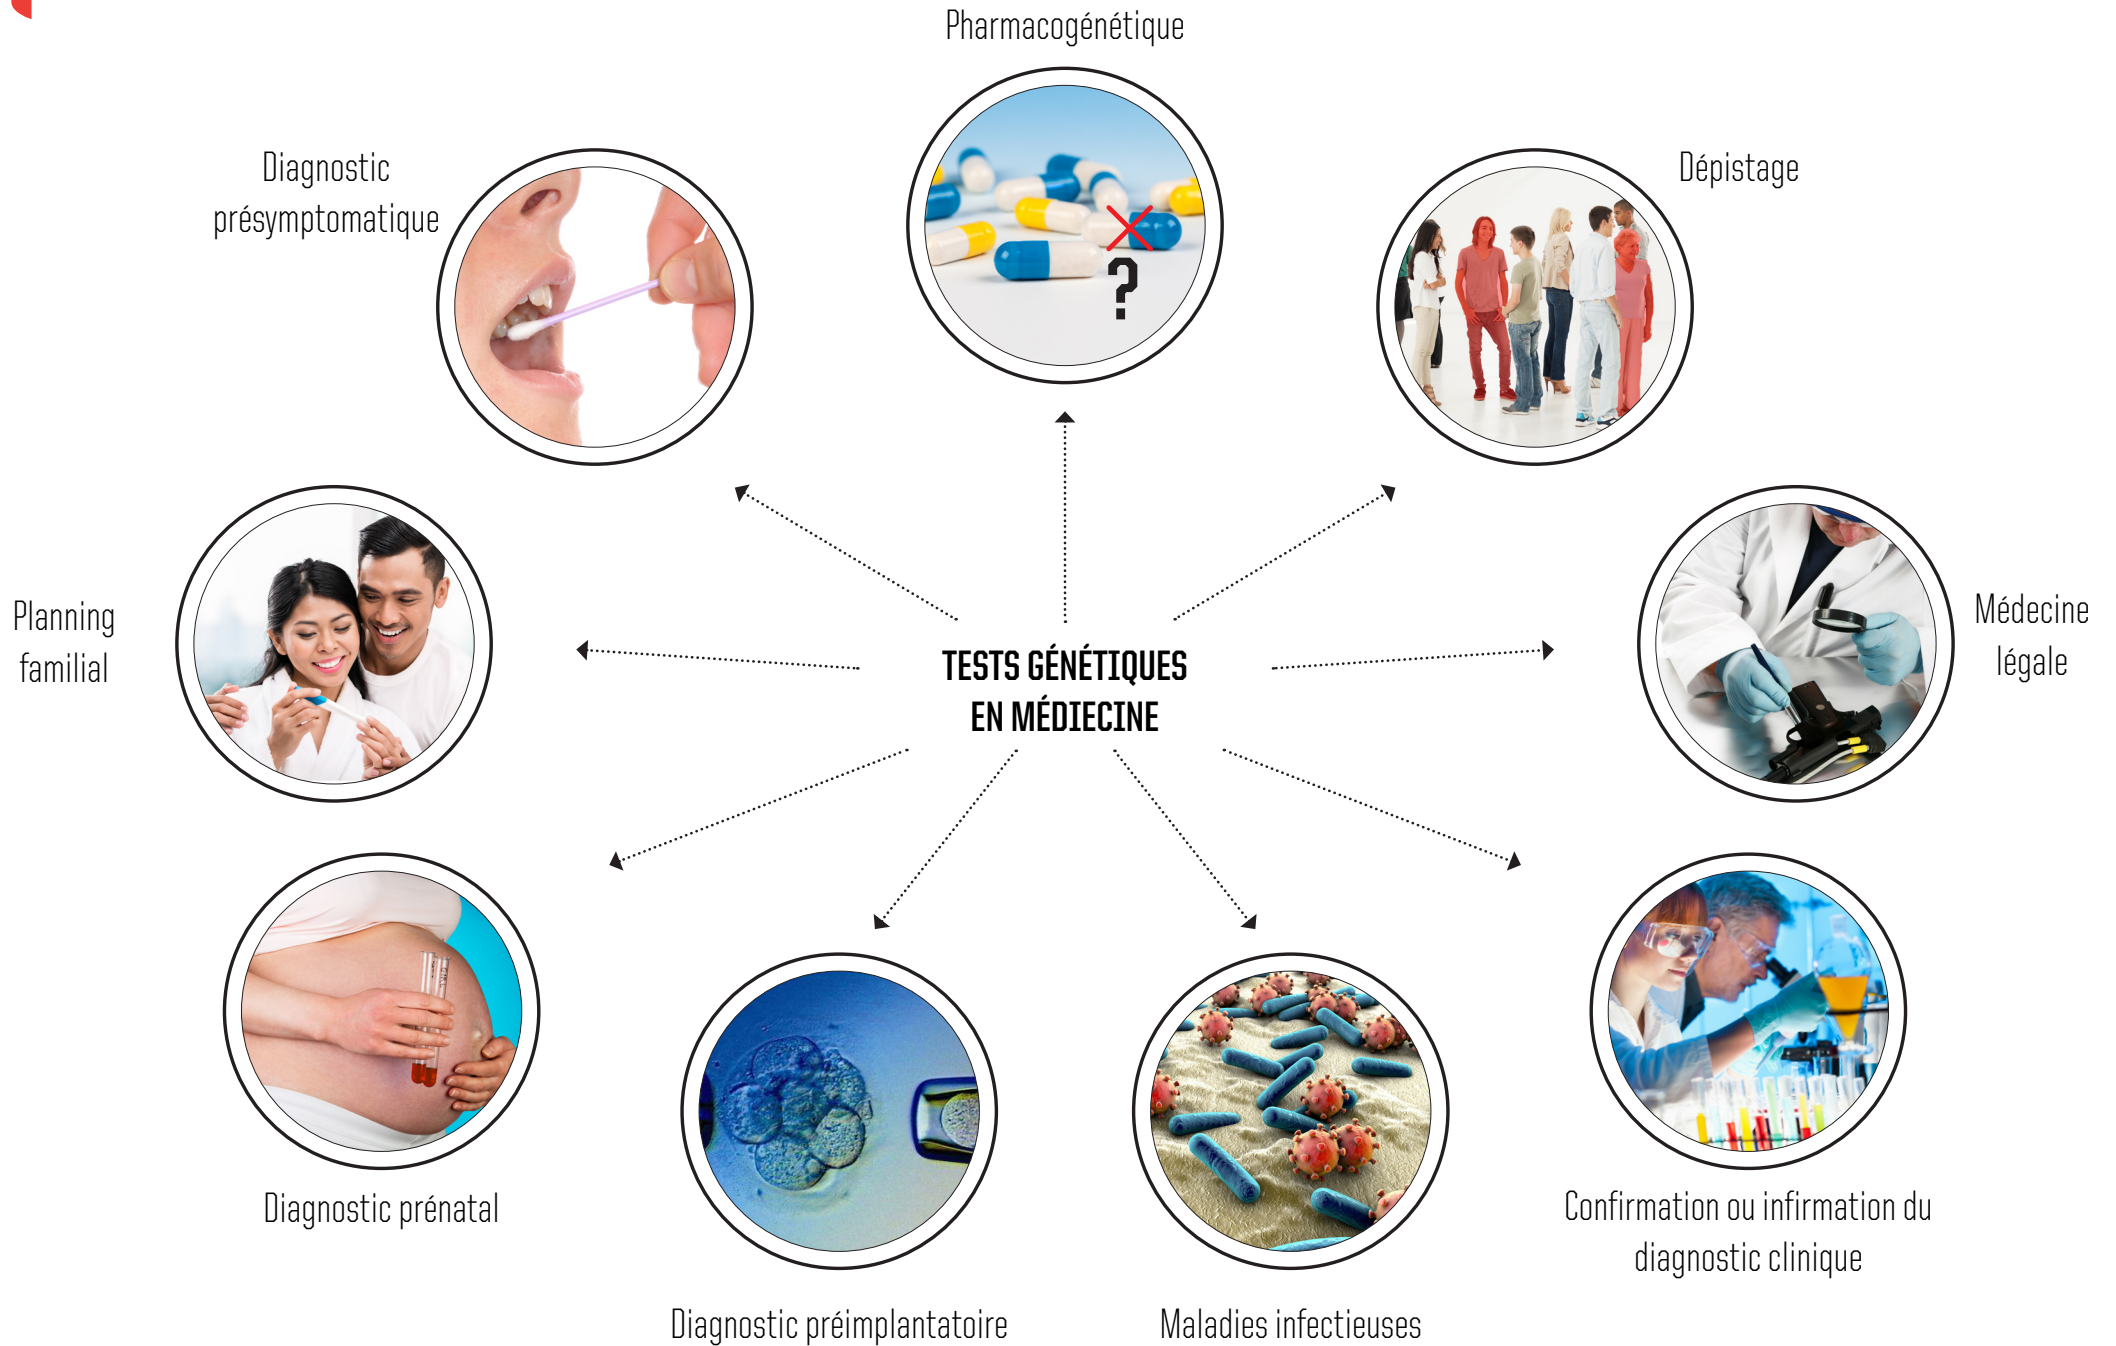 Pharmacogénétique
Diagnostic
présymptomatique
Dépistage
Planning
familial
Médecine
légale
?
TESTS GÉNÉTIQUES
EN MÉDIECINE
Diagnostic prénatal
Confirmation ou infirmation du
diagnostic clinique
Diagnostic préimplantatoire
Maladies infectieuses